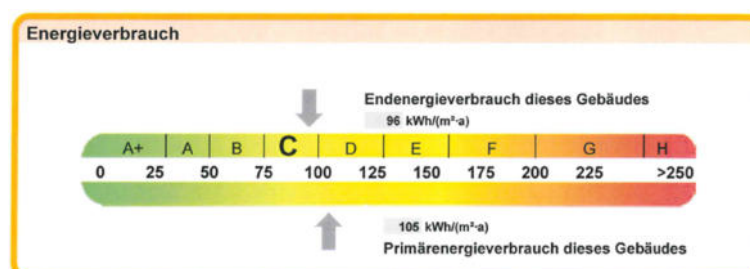 Energieverbrauch
Endenergieverbrauch dieses Gebäudes
96 kWh/(m²·a)
A+ A B C D E F G H
0 25 50 75 100 125 150 175 200 225 >250
105 kWh/(m²·a)
Primärenergieverbrauch dieses Gebäudes